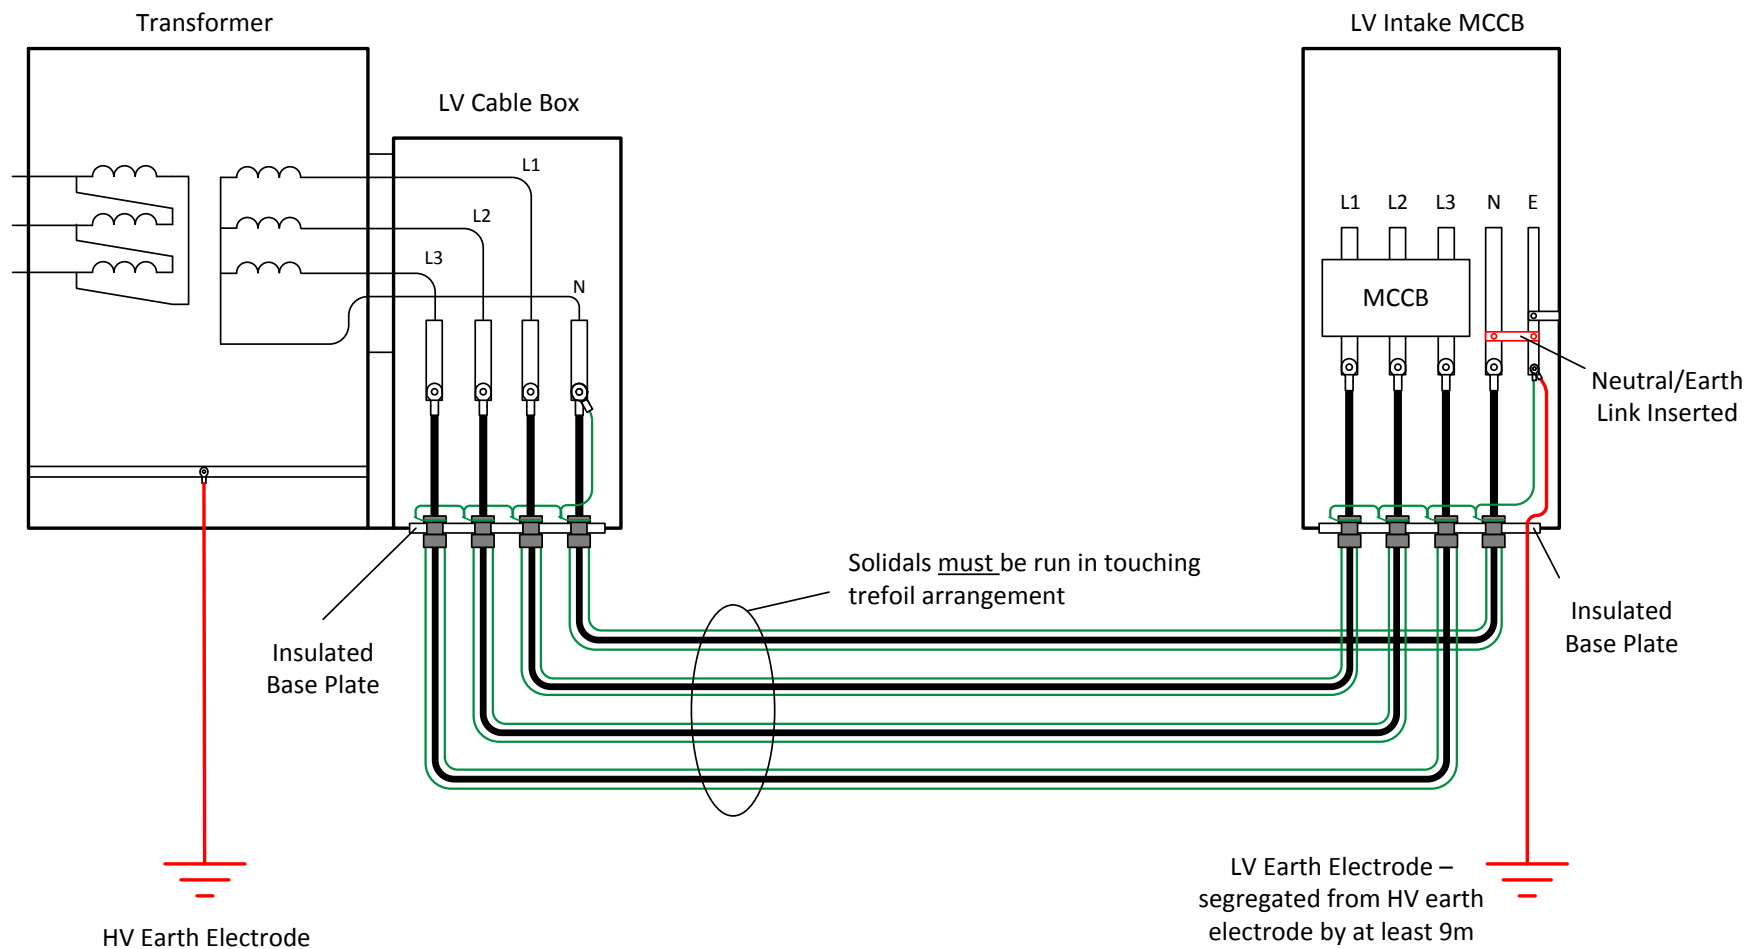 Transformer
LV Intake MCCB
LV Cable Box
L1
L2
L3
N
L1 L2 L3 N E
MCCB
Neutral/Earth
Link Inserted
Solidals must be run in touching
trefoil arrangement
Insulated
Base Plate
Insulated
Base Plate
LV Earth Electrode –
segregated from HV earth
electrode by at least 9m
HV Earth Electrode